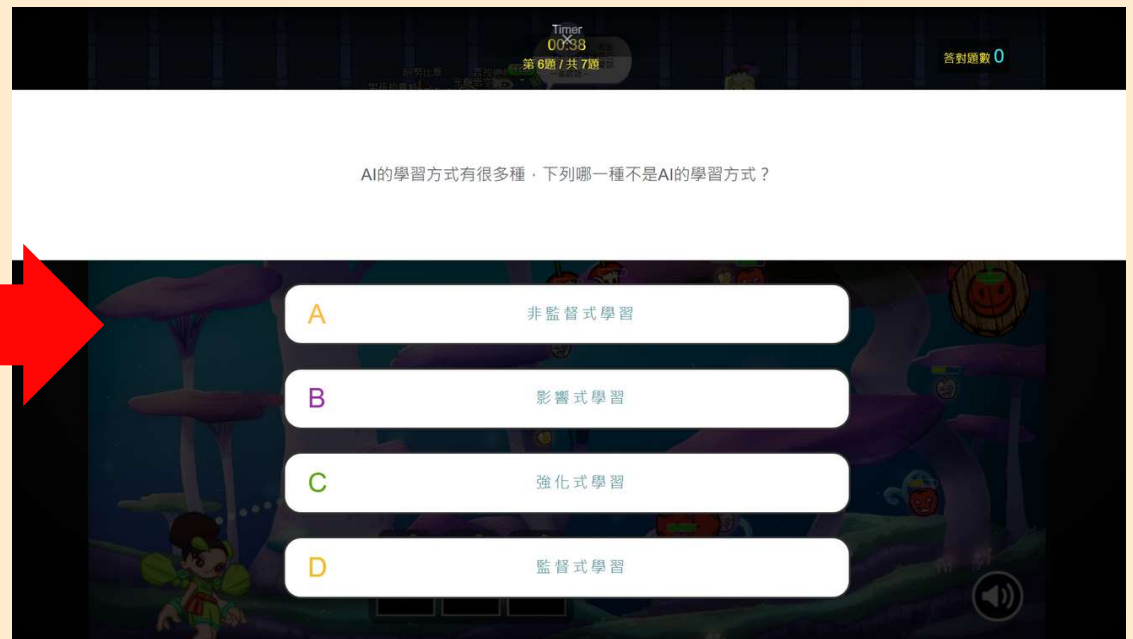 Timer
00:38
第 6題 / 共 7題
答對題數 0
AI的學習方式有很多種，下列哪一種不是AI的學習方式？
A 非監督式學習
B 影響式學習
C 強化式學習
D 監督式學習